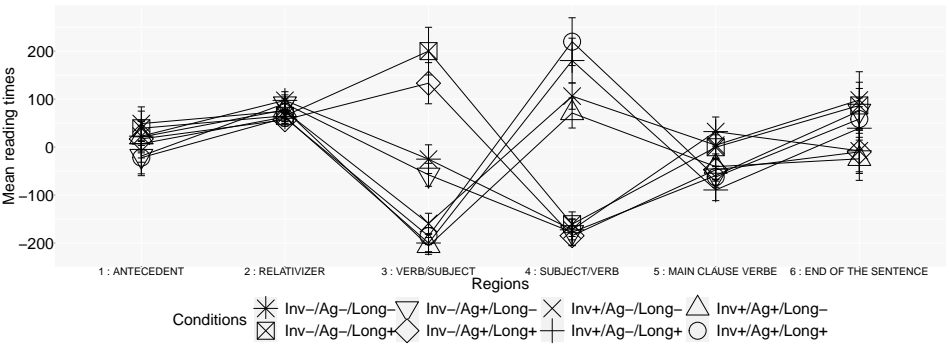 Mean reading times
200
100
0
−100
−200
1 : ANTECEDENT 2 : RELATIVIZER 3 : VERB/SUBJECT 4 : SUBJECT/VERB 5 : MAIN CLAUSE VERBE 6 : END OF THE SENTENCE
Regions
Conditions
Inv−/Ag−/Long− Inv−/Ag+/Long− Inv+/Ag−/Long− Inv+/Ag+/Long−
Inv−/Ag−/Long+ Inv−/Ag+/Long+ Inv+/Ag−/Long+ Inv+/Ag+/Long+